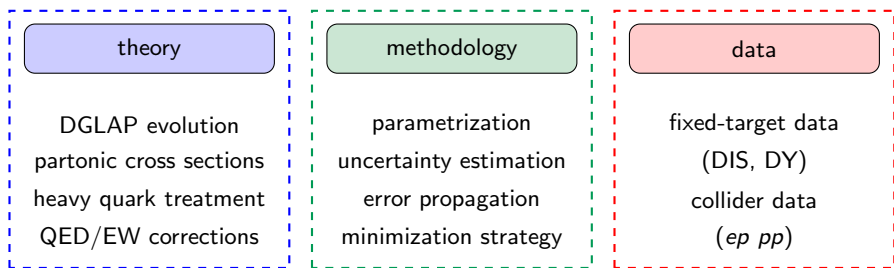 theory
DGLAP evolution
partonic cross sections
heavy quark treatment
QED/EW corrections
methodology
parametrization
uncertainty estimation
error propagation
minimization strategy
data
fixed-target data
(DIS, DY)
collider data
(ep pp)